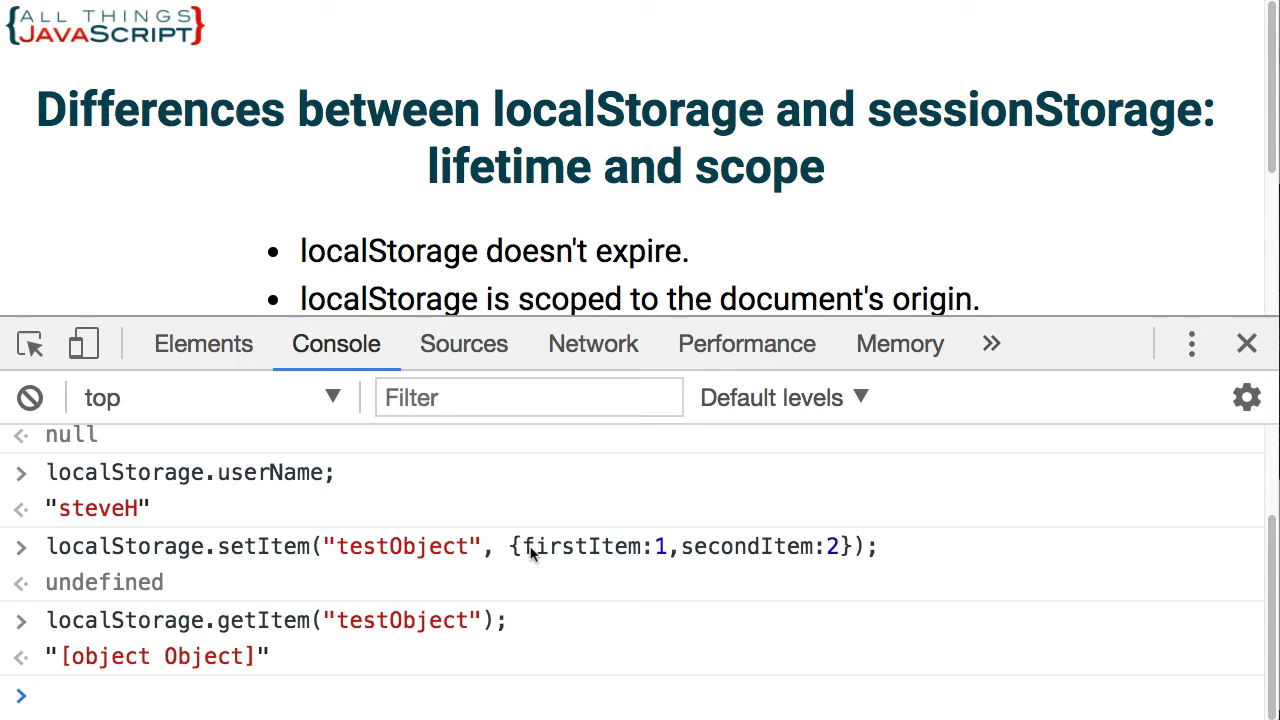 {ALL THINGS
JAVASCRIPT}
Differences between localStorage and sessionStorage:
lifetime and scope
• localStorage doesn't expire.
• localStorage is scoped to the document's origin.
Elements Console Sources Network Performance Memory »
top ▼ Filter Default levels ▼
null
> localStorage.userName;
"steveH"
> localStorage.setItem("testObject", {firstItem:1,secondItem:2});
undefined
> localStorage.getItem("testObject");
"[object Object]"
>